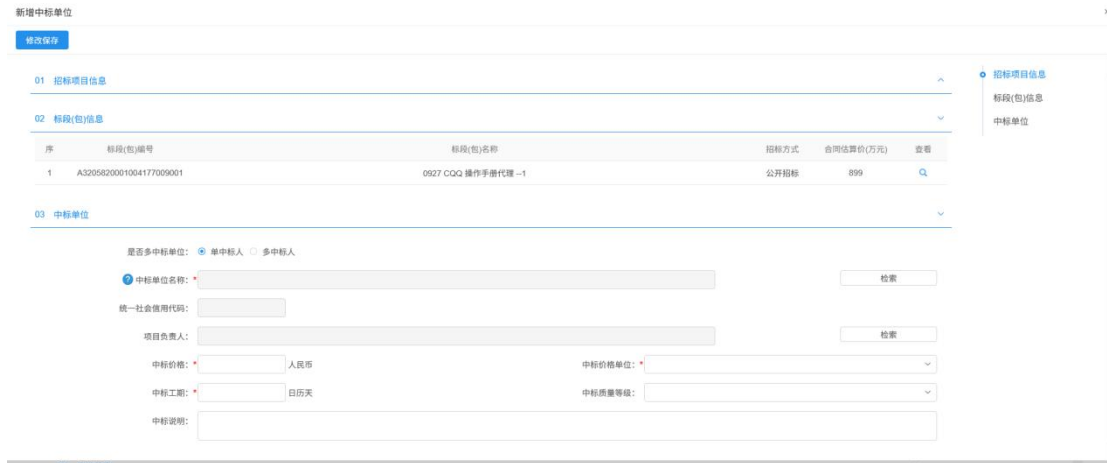 新增中标单位
修改保存
01 招标项目信息
招标项目信息
标段(包)信息
中标单位
02 标段(包)信息
序 标段(包)编号 标段(包)名称 招标方式 合同估算价(万元) 查看
1 A3205820001004177009001 0927 CQQ 操作手册代理 --1 公开招标 899
03 中标单位
是否多中标单位: 单中标人 多中标人
? 中标单位名称: * 检索
统一社会信用代码:
项目负责人: 检索
中标价格: * 人民币 中标价格单位: *
中标工期: * 日历天 中标质量等级:
中标说明: